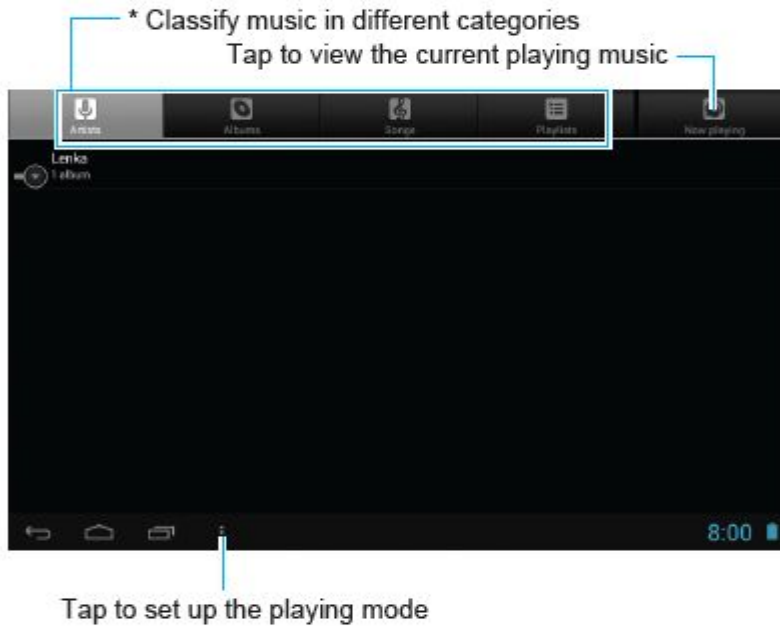 * Classify music in different categories
Tap to view the current playing music
Artists Albums Songs Playlists Now playing
Lenka
1 album
8:00
Tap to set up the playing mode